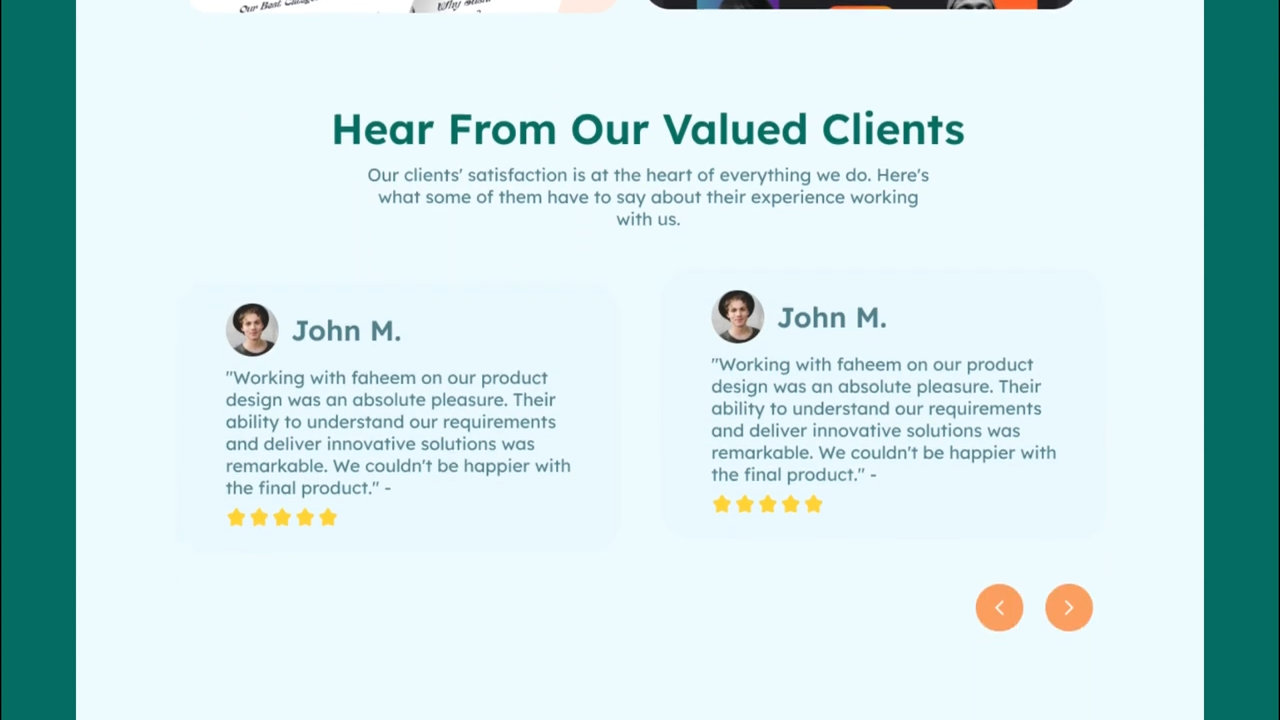 Our Best
Why
Hear From Our Valued Clients
Our clients' satisfaction is at the heart of everything we do. Here's
what some of them have to say about their experience working
with us.
John M.
"Working with faheem on our product
design was an absolute pleasure. Their
ability to understand our requirements
and deliver innovative solutions was
remarkable. We couldn't be happier with
the final product." -
John M.
"Working with faheem on our product
design was an absolute pleasure. Their
ability to understand our requirements
and deliver innovative solutions was
remarkable. We couldn't be happier with
the final product." -